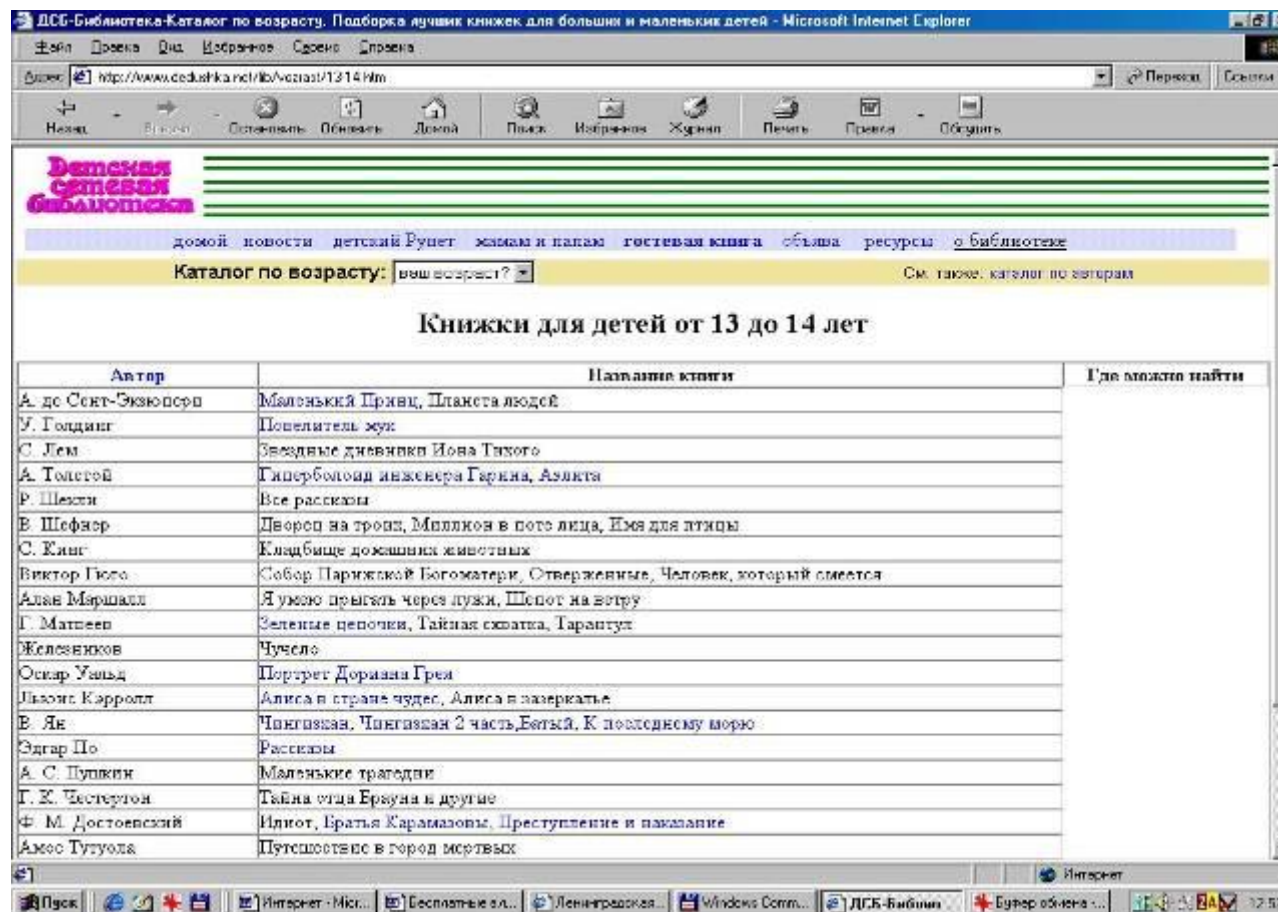 ДСБ-Библиотека-Каталог по возрасту. Подборка лучших книжек для больших и маленьких детей - Microsoft Internet Explorer
Файл Правка Вид Избранное Сервис Справка
Адрес http://www.dedushka.net/lib/vozrast/13-14.htm Переход Ссылки
Назад Вперед Остановить Обновить Домой Поиск Избранное Журнал Печать Правка Обсудить
Детская
сетевая
библиотека
домой новости детский Рунет мамам и папам гостевая книга объява ресурсы о библиотеке
Каталог по возрасту: ваш возраст? См. также: каталог по авторам
Книжки для детей от 13 до 14 лет
Автор Название книги Где можно найти
А. де Сент-Экзюпери Маленький Принц, Планета людей
У. Голдинг Повелитель мух
С. Лем Звездные дневники Иона Тихого
А. Толстой Гиперболоид инженера Гарина, Аэлита
Р. Шекли Все рассказы
В. Шефнер Дворец на троих, Миллион в поте лица, Имя для птицы
С. Кинг Кладбище домашних животных
Виктор Гюго Собор Парижской Богоматери, Отверженные, Человек, который смеется
Алан Маршалл Я умею прыгать через лужи, Шепот на ветру
Г. Матвеев Зеленые цепочки, Тайная схватка, Тарантул
Железников Чучело
Оскар Уальд Портрет Дориана Грея
Льюис Кэрролл Алиса в стране чудес, Алиса в зазеркалье
В. Ян Чингизхан, Чингизхан 2 часть,Батый, К последнему морю
Эдгар По Рассказы
А. С. Пушкин Маленькие трагедии
Г. К. Честертон Тайна отца Брауна и другие
Ф. М. Достоевский Идиот, Братья Карамазовы, Преступление и наказание
Амос Тутуола Путешествие в город мертвых
Интернет
Пуск Интернет - Micr... Бесплатные эл... Ленинградская... Windows Comm... ДСБ-Библио Буфер обмена -...